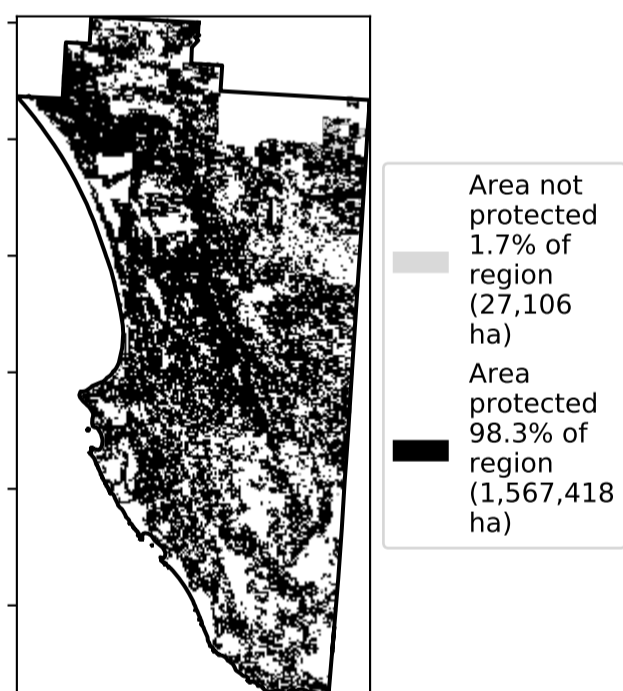 Area not
protected
1.7% of
region
(27,106
ha)
Area
protected
98.3% of
region
(1,567,418
ha)